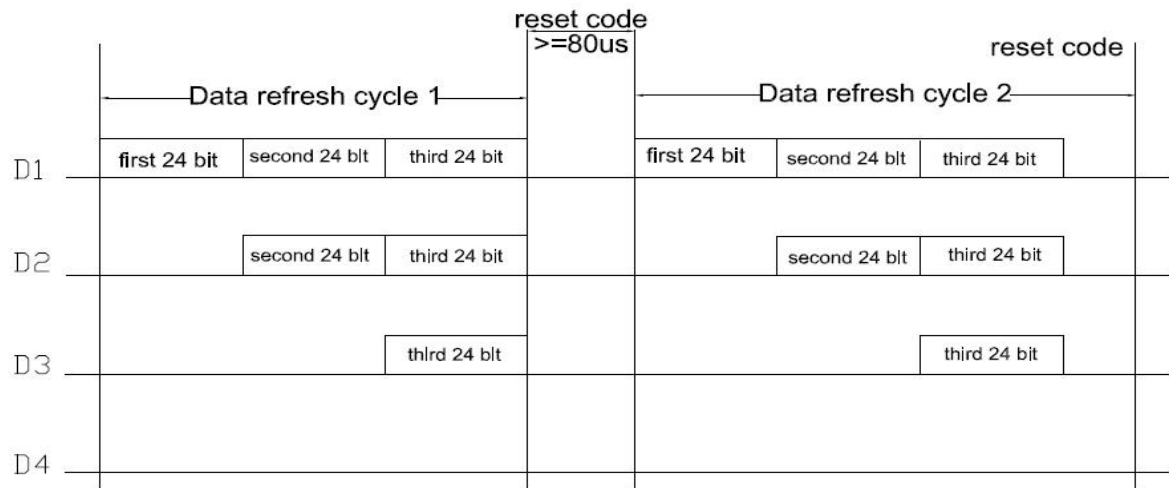 reset code
>=80us
reset code
Data refresh cycle 1
Data refresh cycle 2
D1 first 24 bit second 24 blt third 24 bit first 24 bit second 24 blt third 24 bit
D2 second 24 blt third 24 bit second 24 blt third 24 bit
D3 thlrd 24 blt third 24 bit
D4